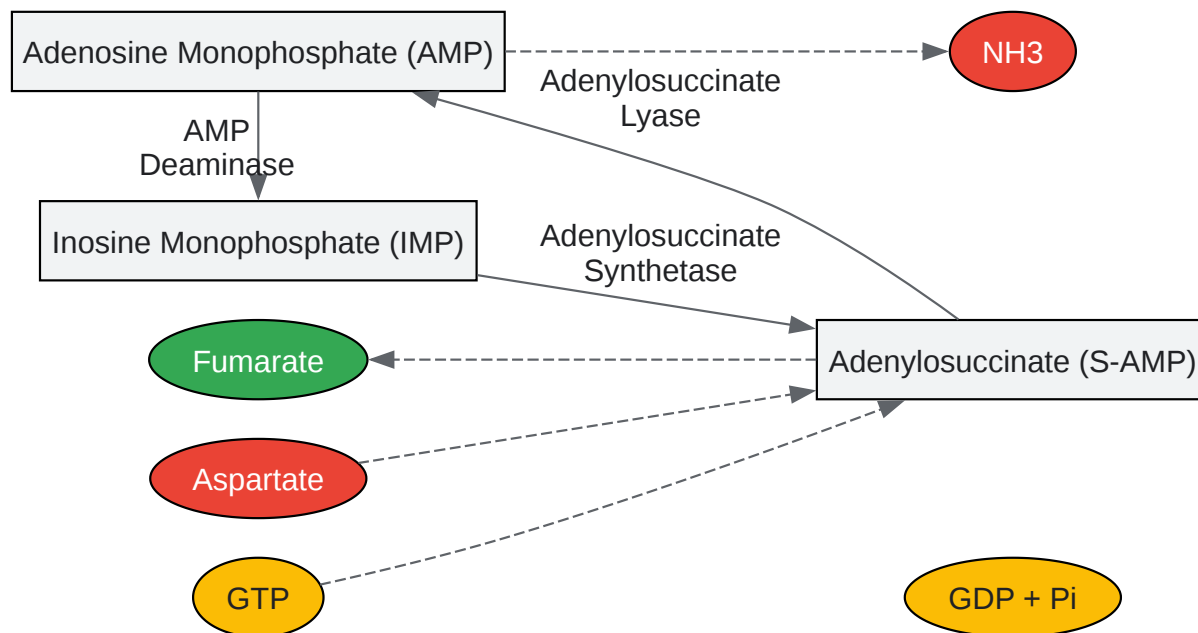 Adenosine Monophosphate (AMP)
NH3
Adenylosuccinate
Lyase
AMP
Deaminase
Inosine Monophosphate (IMP)
Adenylosuccinate
Synthetase
Fumarate
Adenylosuccinate (S-AMP)
Aspartate
GTP
GDP + Pi